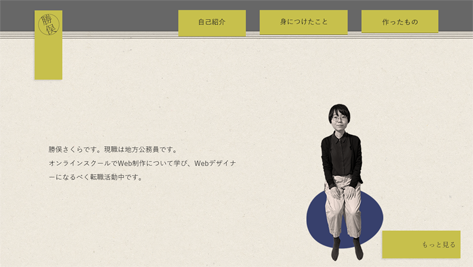 勝俣
自己紹介
身につけたこと
作ったもの
勝俣さくらです。現職は地方公務員です。
オンラインスクールでWeb制作について学び、Webデザイナ
ーになるべく転職活動中です。
もっと見る